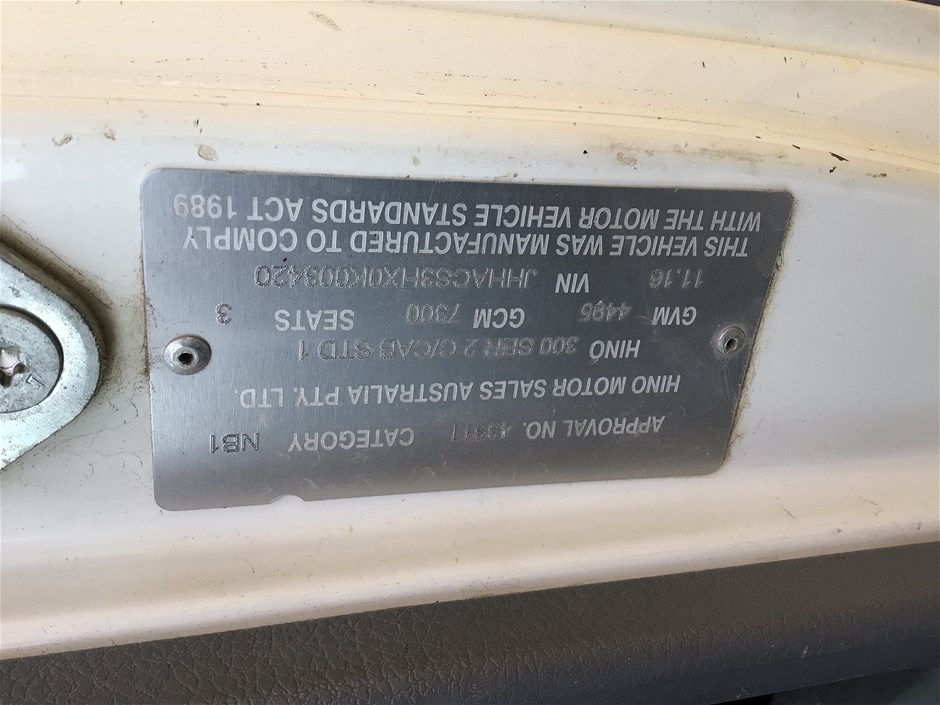 APPROVAL NO. 43311 CATEGORY NB1
HINO MOTOR SALES AUSTRALIA PTY. LTD.
HINO 300 SER 2 C/CAB STD 1
GVM 4495 GCM 7300 SEATS 3
11.16 VIN JHHACS3HX0K003420
THIS VEHICLE WAS MANUFACTURED TO COMPLY
WITH THE MOTOR VEHICLE STANDARDS ACT 1989